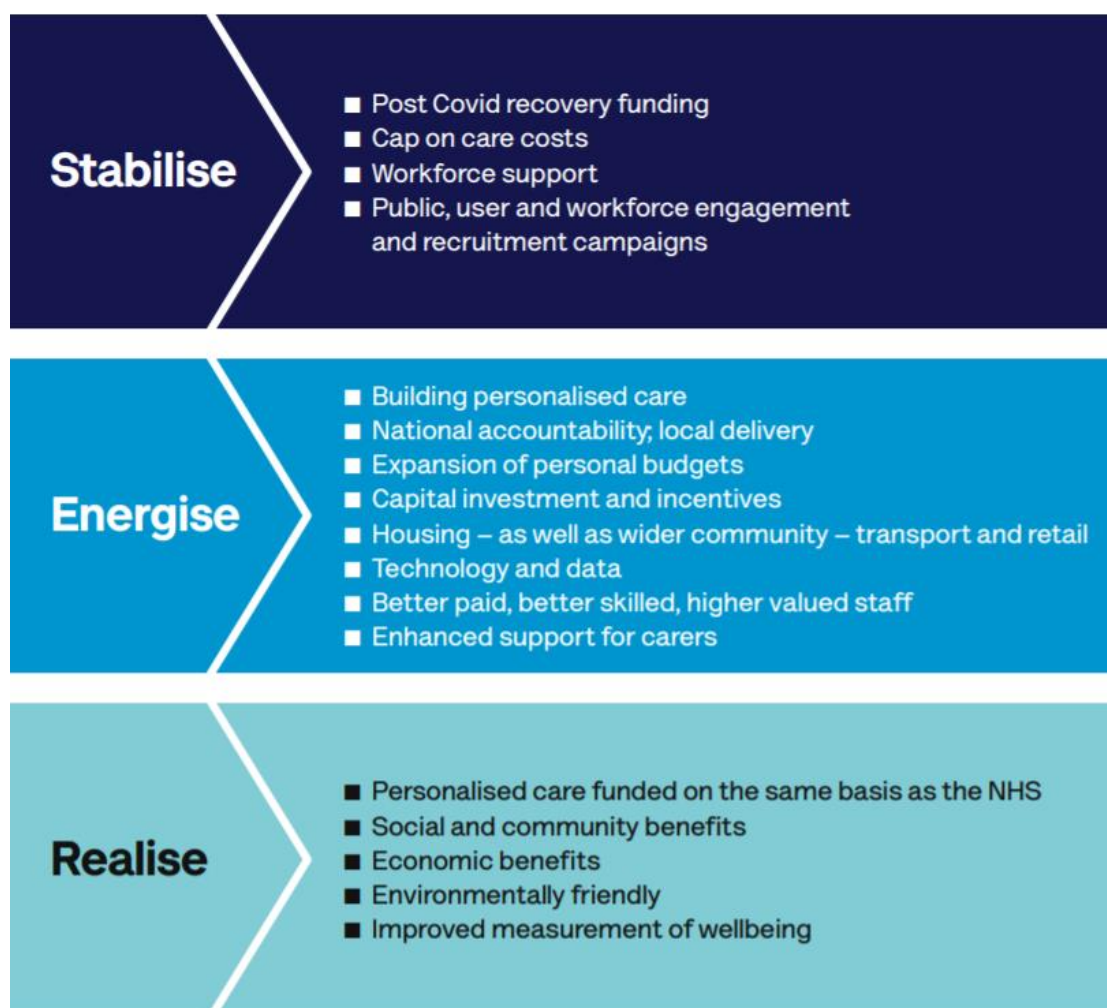 Stabilise
■ Post Covid recovery funding
■ Cap on care costs
■ Workforce support
■ Public, user and workforce engagement
and recruitment campaigns
Energise
■ Building personalised care
■ National accountability; local delivery
■ Expansion of personal budgets
■ Capital investment and incentives
■ Housing – as well as wider community – transport and retail
■ Technology and data
■ Better paid, better skilled, higher valued staff
■ Enhanced support for carers
Realise
■ Personalised care funded on the same basis as the NHS
■ Social and community benefits
■ Economic benefits
■ Environmentally friendly
■ Improved measurement of wellbeing